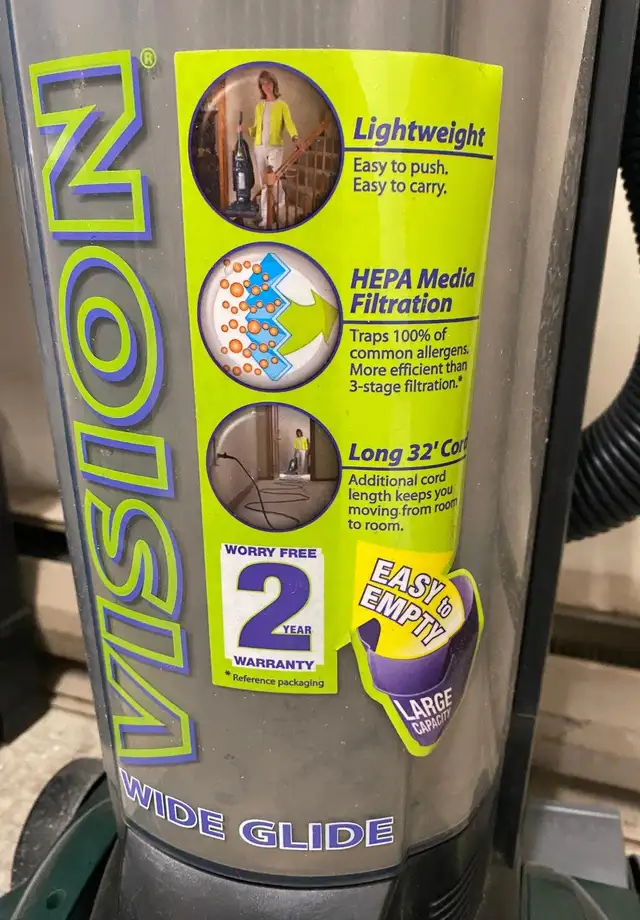 VISION®
Lightweight
Easy to push.
Easy to carry.
HEPA Media
Filtration
Traps 100% of
common allergens.
More efficient than
3-stage filtration.*
Long 32' Cord
Additional cord
length keeps you
moving from room
to room.
WORRY FREE
2
YEAR
WARRANTY
* Reference packaging
EASY to
EMPTY
LARGE
CAPACITY
WIDE GLIDE